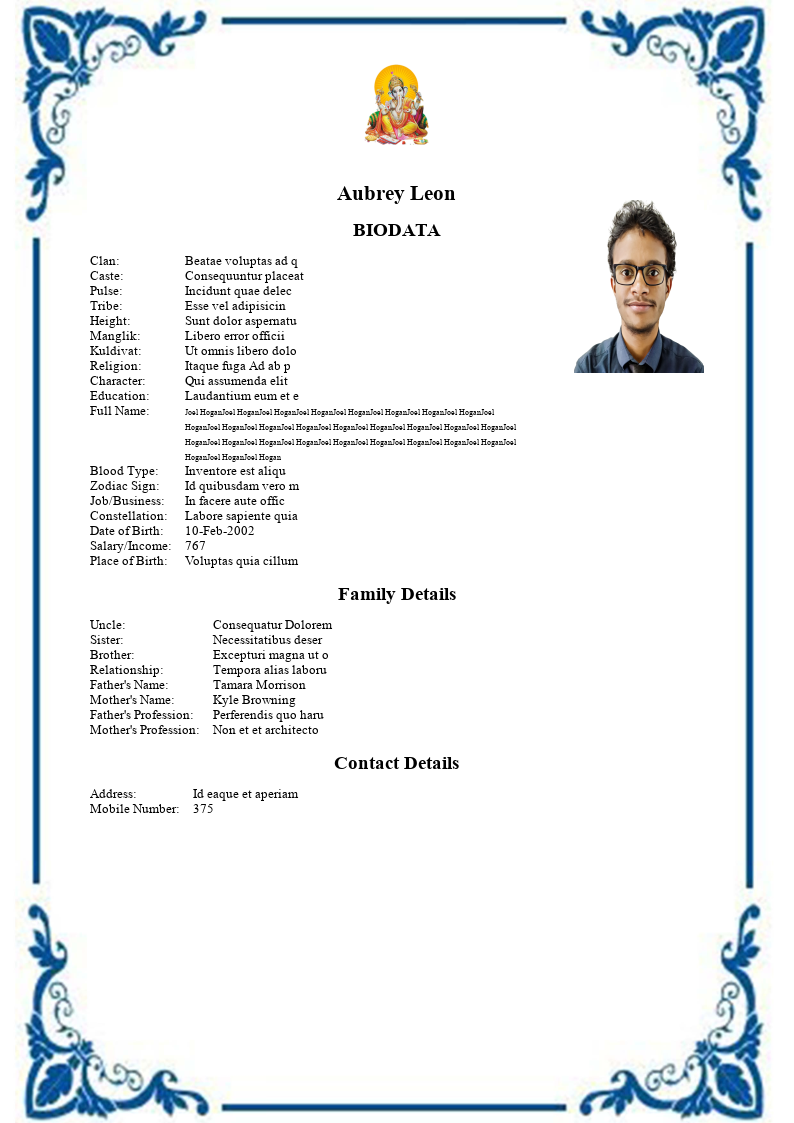 Aubrey Leon
BIODATA
Clan: Beatae voluptas ad q
Caste: Consequuntur placeat
Pulse: Incidunt quae delec
Tribe: Esse vel adipisicin
Height: Sunt dolor aspernatu
Manglik: Libero error officii
Kuldivat: Ut omnis libero dolo
Religion: Itaque fuga Ad ab p
Character: Qui assumenda elit
Education: Laudantium eum et e
Full Name: Joel HoganJoel HoganJoel HoganJoel HoganJoel HoganJoel HoganJoel HoganJoel HoganJoel
HoganJoel HoganJoel HoganJoel HoganJoel HoganJoel HoganJoel HoganJoel HoganJoel HoganJoel
HoganJoel HoganJoel HoganJoel HoganJoel HoganJoel HoganJoel HoganJoel HoganJoel HoganJoel
HoganJoel HoganJoel Hogan
Blood Type: Inventore est aliqu
Zodiac Sign: Id quibusdam vero m
Job/Business: In facere aute offic
Constellation: Labore sapiente quia
Date of Birth: 10-Feb-2002
Salary/Income: 767
Place of Birth: Voluptas quia cillum
Family Details
Uncle: Consequatur Dolorem
Sister: Necessitatibus deser
Brother: Excepturi magna ut o
Relationship: Tempora alias laboru
Father's Name: Tamara Morrison
Mother's Name: Kyle Browning
Father's Profession: Perferendis quo haru
Mother's Profession: Non et et architecto
Contact Details
Address: Id eaque et aperiam
Mobile Number: 375